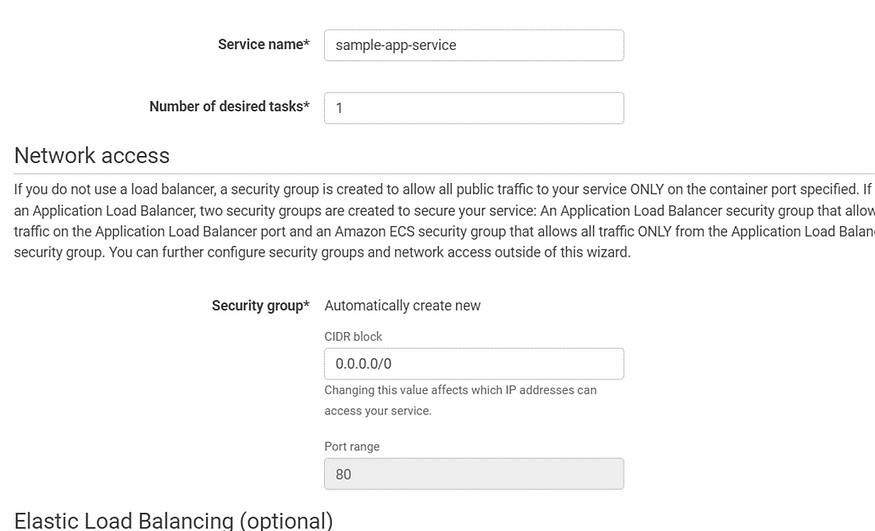 Service name* sample-app-service
Number of desired tasks* 1
Network access
If you do not use a load balancer, a security group is created to allow all public traffic to your service ONLY on the container port specified. If
an Application Load Balancer, two security groups are created to secure your service: An Application Load Balancer security group that allow
traffic on the Application Load Balancer port and an Amazon ECS security group that allows all traffic ONLY from the Application Load Balan
security group. You can further configure security groups and network access outside of this wizard.
Security group* Automatically create new
CIDR block
0.0.0.0/0
Changing this value affects which IP addresses can
access your service.
Port range
80
Elastic Load Balancing (optional)